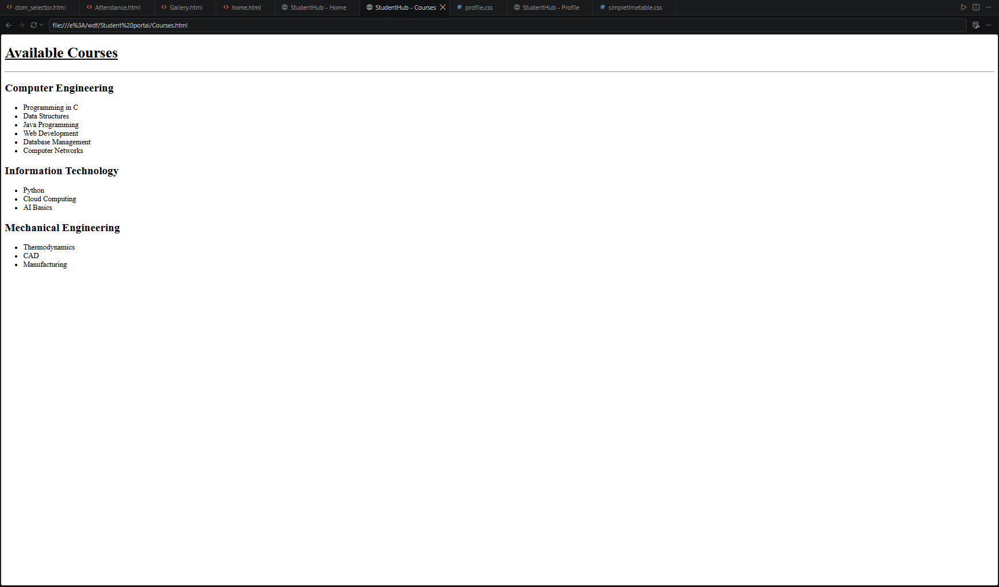 dom_selector.html Attendance.html Gallery.html home.html StudentHub - Home StudentHub - Courses # profile.css StudentHub - Profile # simpletimetable.css
file:///e%3A/wdf/Student%20portal/Courses.html
Available Courses
Computer Engineering
Programming in C
Data Structures
Java Programming
Web Development
Database Management
Computer Networks
Information Technology
Python
Cloud Computing
AI Basics
Mechanical Engineering
Thermodynamics
CAD
Manufacturing